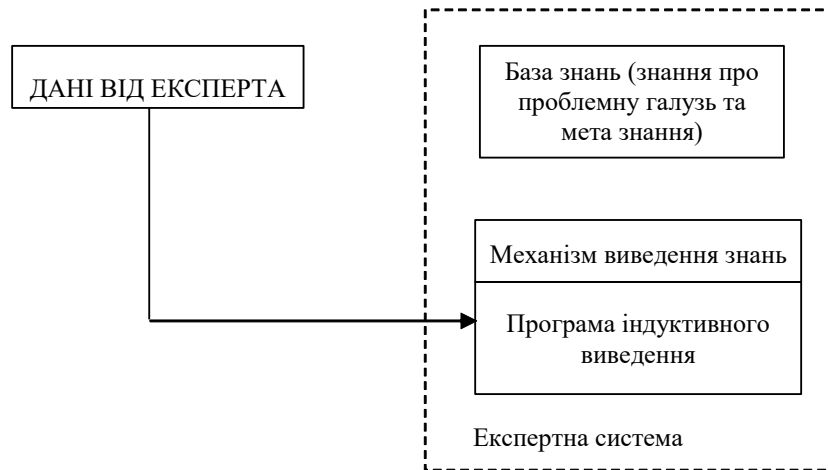 ДАНІ ВІД ЕКСПЕРТА
База знань (знання про
проблемну галузь та
мета знання)
Механізм виведення знань
Програма індуктивного
виведення
Експертна система